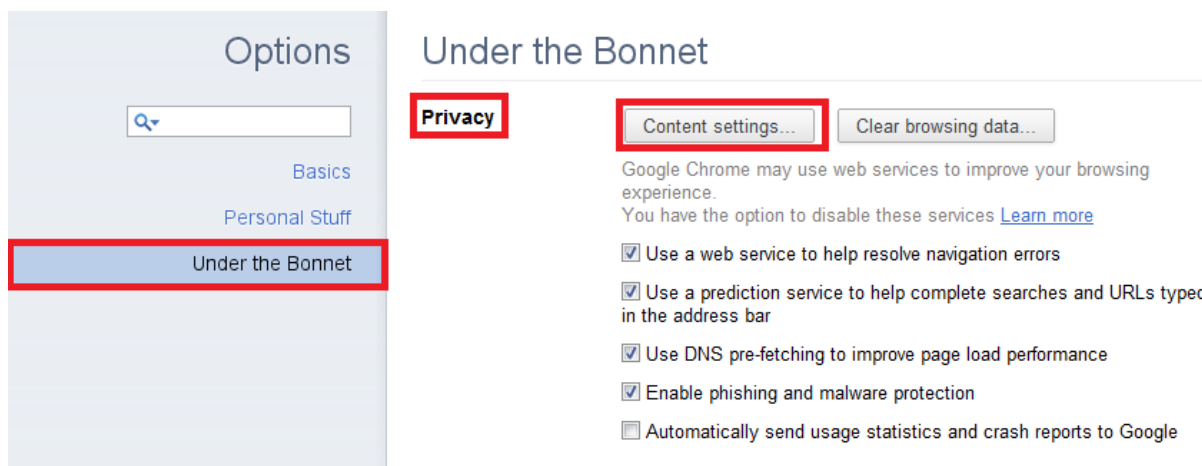 Options
Basics
Personal Stuff
Under the Bonnet
Under the Bonnet
Privacy
Content settings...
Clear browsing data...
Google Chrome may use web services to improve your browsing
experience.
You have the option to disable these services Learn more
Use a web service to help resolve navigation errors
Use a prediction service to help complete searches and URLs typed
in the address bar
Use DNS pre-fetching to improve page load performance
Enable phishing and malware protection
Automatically send usage statistics and crash reports to Google